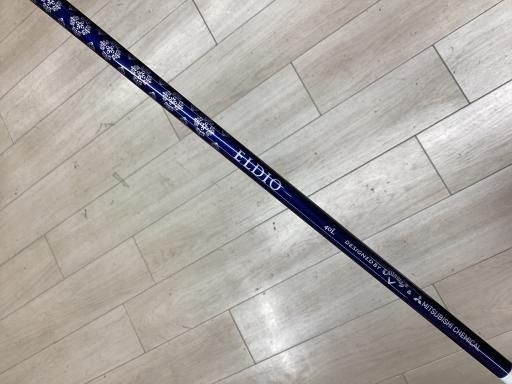 ELDIO
40L
DESIGNED BY
&
MITSUBISHI CHEMICAL